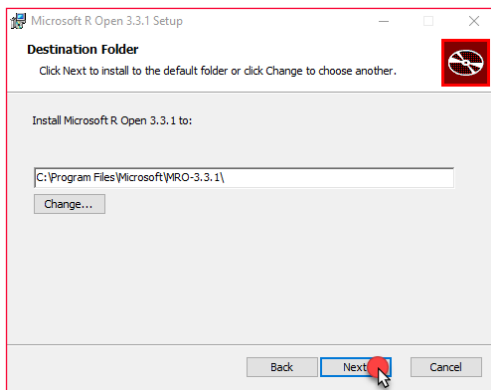 Microsoft R Open 3.3.1 Setup
Destination Folder
Click Next to install to the default folder or click Change to choose another.
Install Microsoft R Open 3.3.1 to:
C:\Program Files\Microsoft\MRO-3.3.1\
Change...
Back Next Cancel